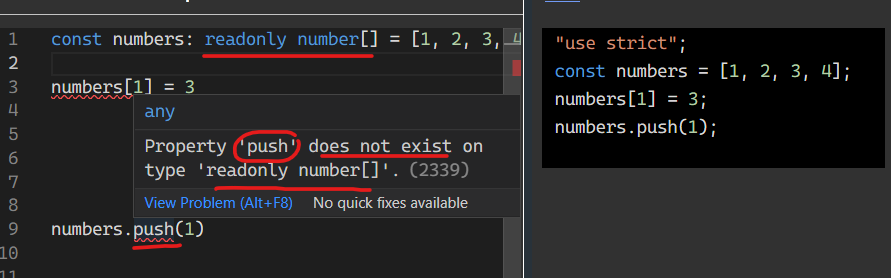 1 const numbers: readonly number[] = [1, 2, 3, 4
2
3 numbers[1] = 3
4 any
5 Property 'push' does not exist on
6 type 'readonly number[]'. (2339)
7
8 View Problem (Alt+F8) No quick fixes available
9 numbers.push(1)
10
11
"use strict";
const numbers = [1, 2, 3, 4];
numbers[1] = 3;
numbers.push(1);